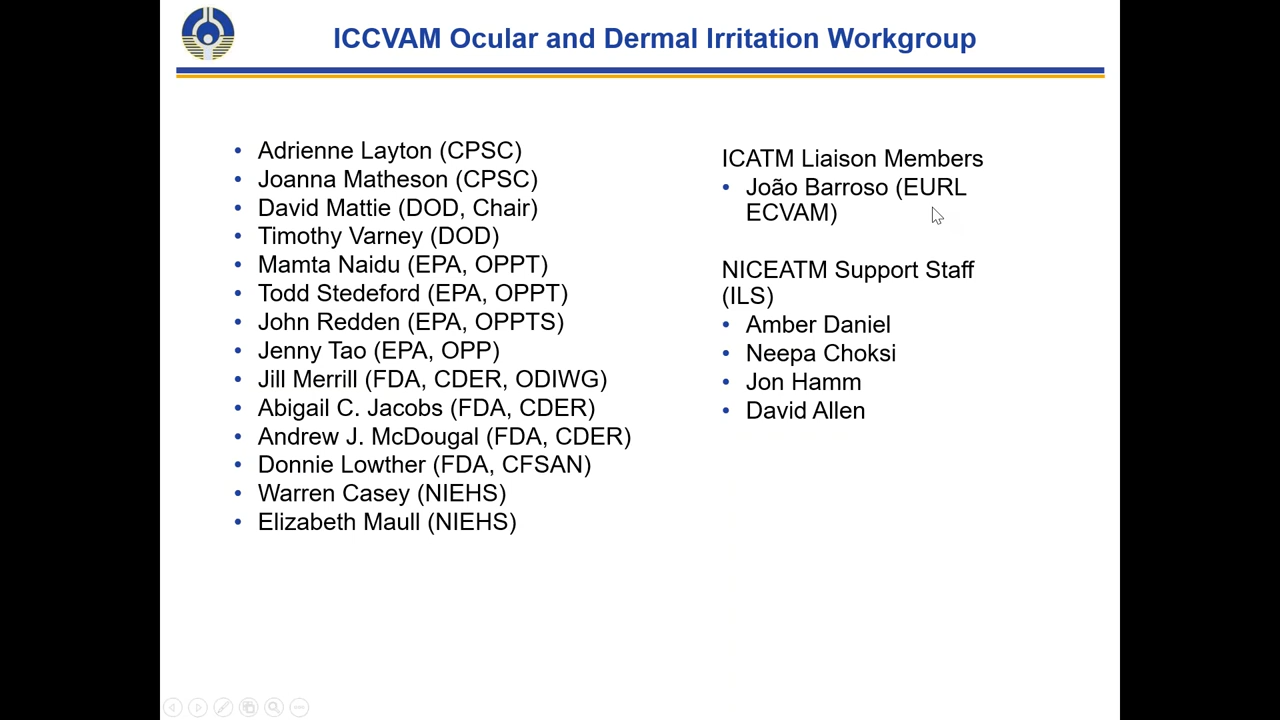 ICCVAM Ocular and Dermal Irritation Workgroup
• Adrienne Layton (CPSC)
• Joanna Matheson (CPSC)
• David Mattie (DOD, Chair)
• Timothy Varney (DOD)
• Mamta Naidu (EPA, OPPT)
• Todd Stedeford (EPA, OPPT)
• John Redden (EPA, OPPTS)
• Jenny Tao (EPA, OPP)
• Jill Merrill (FDA, CDER, ODIWG)
• Abigail C. Jacobs (FDA, CDER)
• Andrew J. McDougal (FDA, CDER)
• Donnie Lowther (FDA, CFSAN)
• Warren Casey (NIEHS)
• Elizabeth Maull (NIEHS)
ICATM Liaison Members
• João Barroso (EURL
ECVAM)
NICEATM Support Staff
(ILS)
• Amber Daniel
• Neepa Choksi
• Jon Hamm
• David Allen